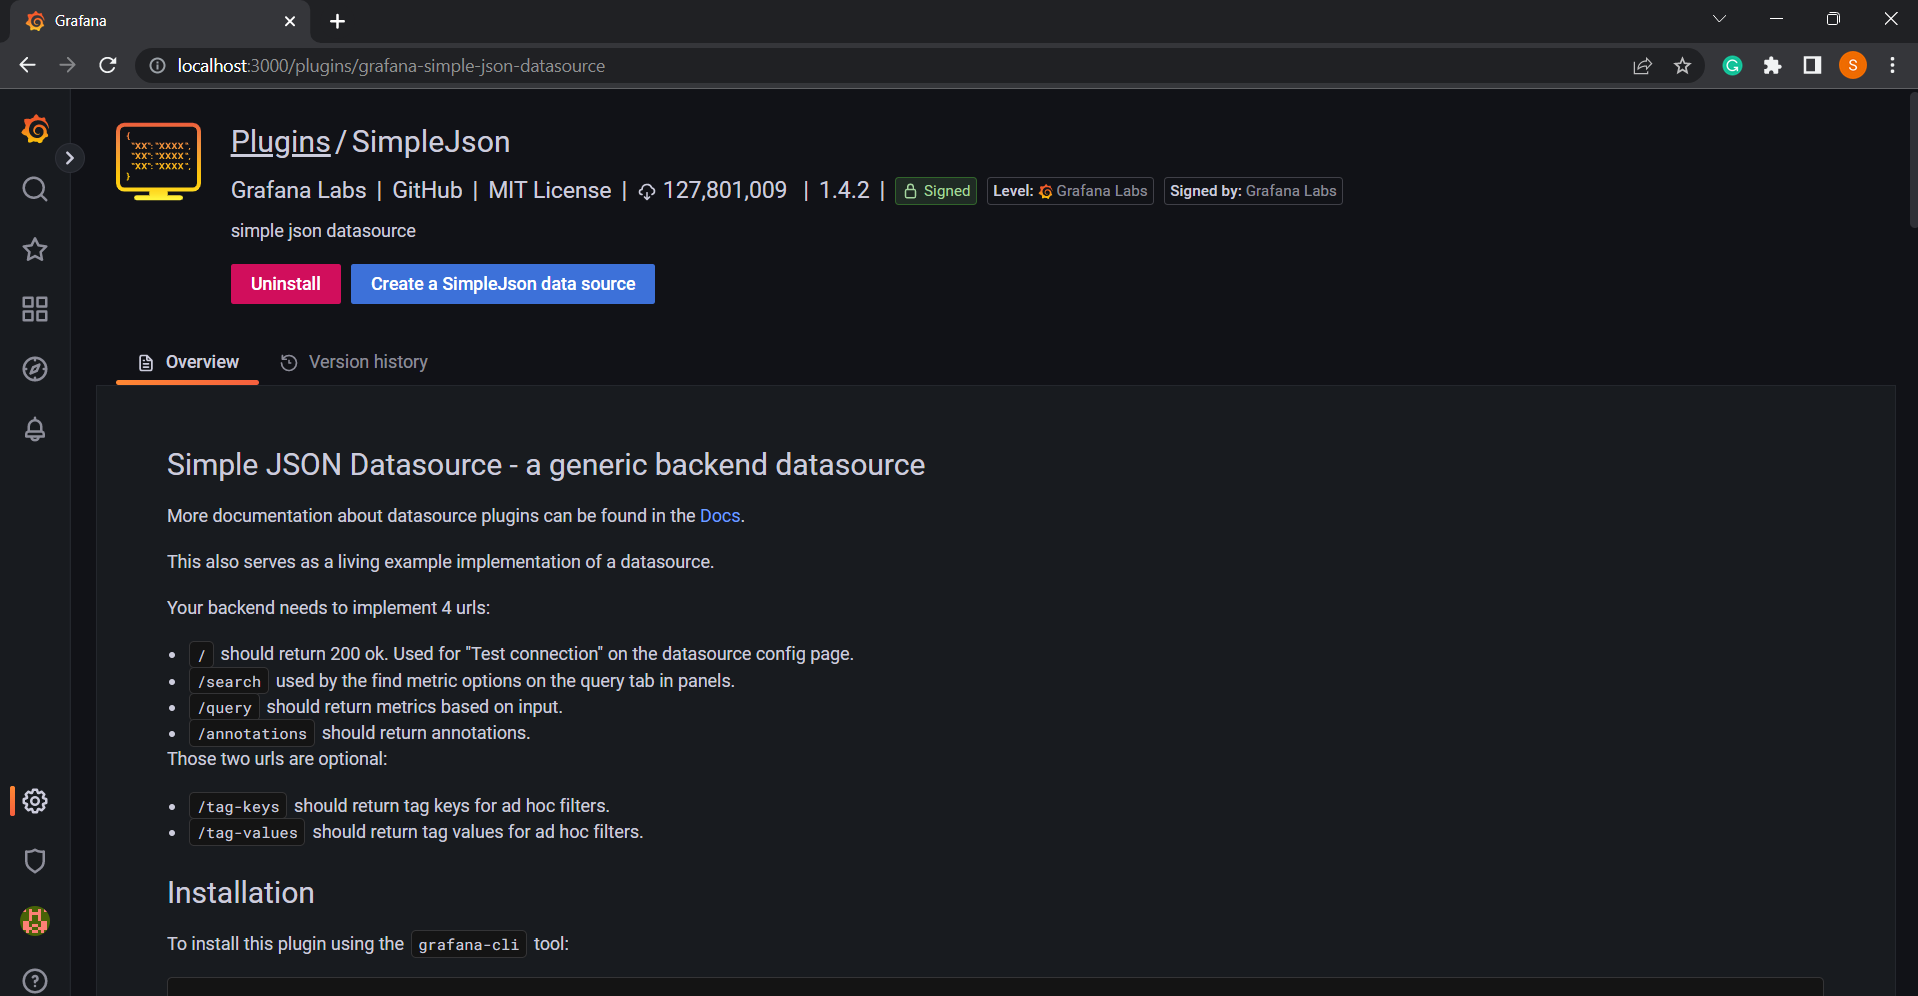 Grafana
localhost:3000/plugins/grafana-simple-json-datasource
S
{
"XX": "XXXX",
"XX": "XXXX",
"XX": "XXXX",
}
Plugins / SimpleJson
Grafana Labs | GitHub | MIT License | 127,801,009 | 1.4.2 | Signed Level: Grafana Labs Signed by: Grafana Labs
simple json datasource
Uninstall Create a SimpleJson data source
Overview Version history
Simple JSON Datasource - a generic backend datasource
More documentation about datasource plugins can be found in the Docs.
This also serves as a living example implementation of a datasource.
Your backend needs to implement 4 urls:
• / should return 200 ok. Used for "Test connection" on the datasource config page.
• /search used by the find metric options on the query tab in panels.
• /query should return metrics based on input.
• /annotations should return annotations.
Those two urls are optional:
• /tag-keys should return tag keys for ad hoc filters.
• /tag-values should return tag values for ad hoc filters.
Installation
To install this plugin using the grafana-cli tool: